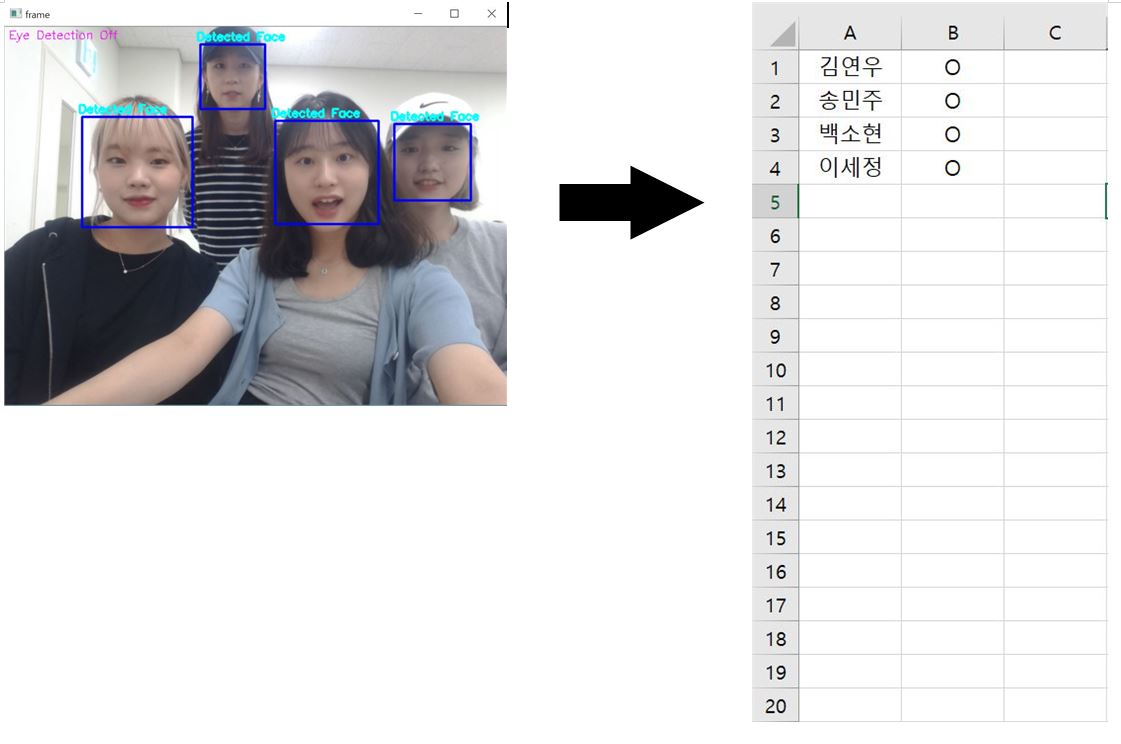 frame
Eye Detection Off
Detected Face
Detected Face
Detected Face
Detected Face
A B C
1 김연우 O
2 송민주 O
3 백소현 O
4 이세정 O
5
6
7
8
9
10
11
12
13
14
15
16
17
18
19
20